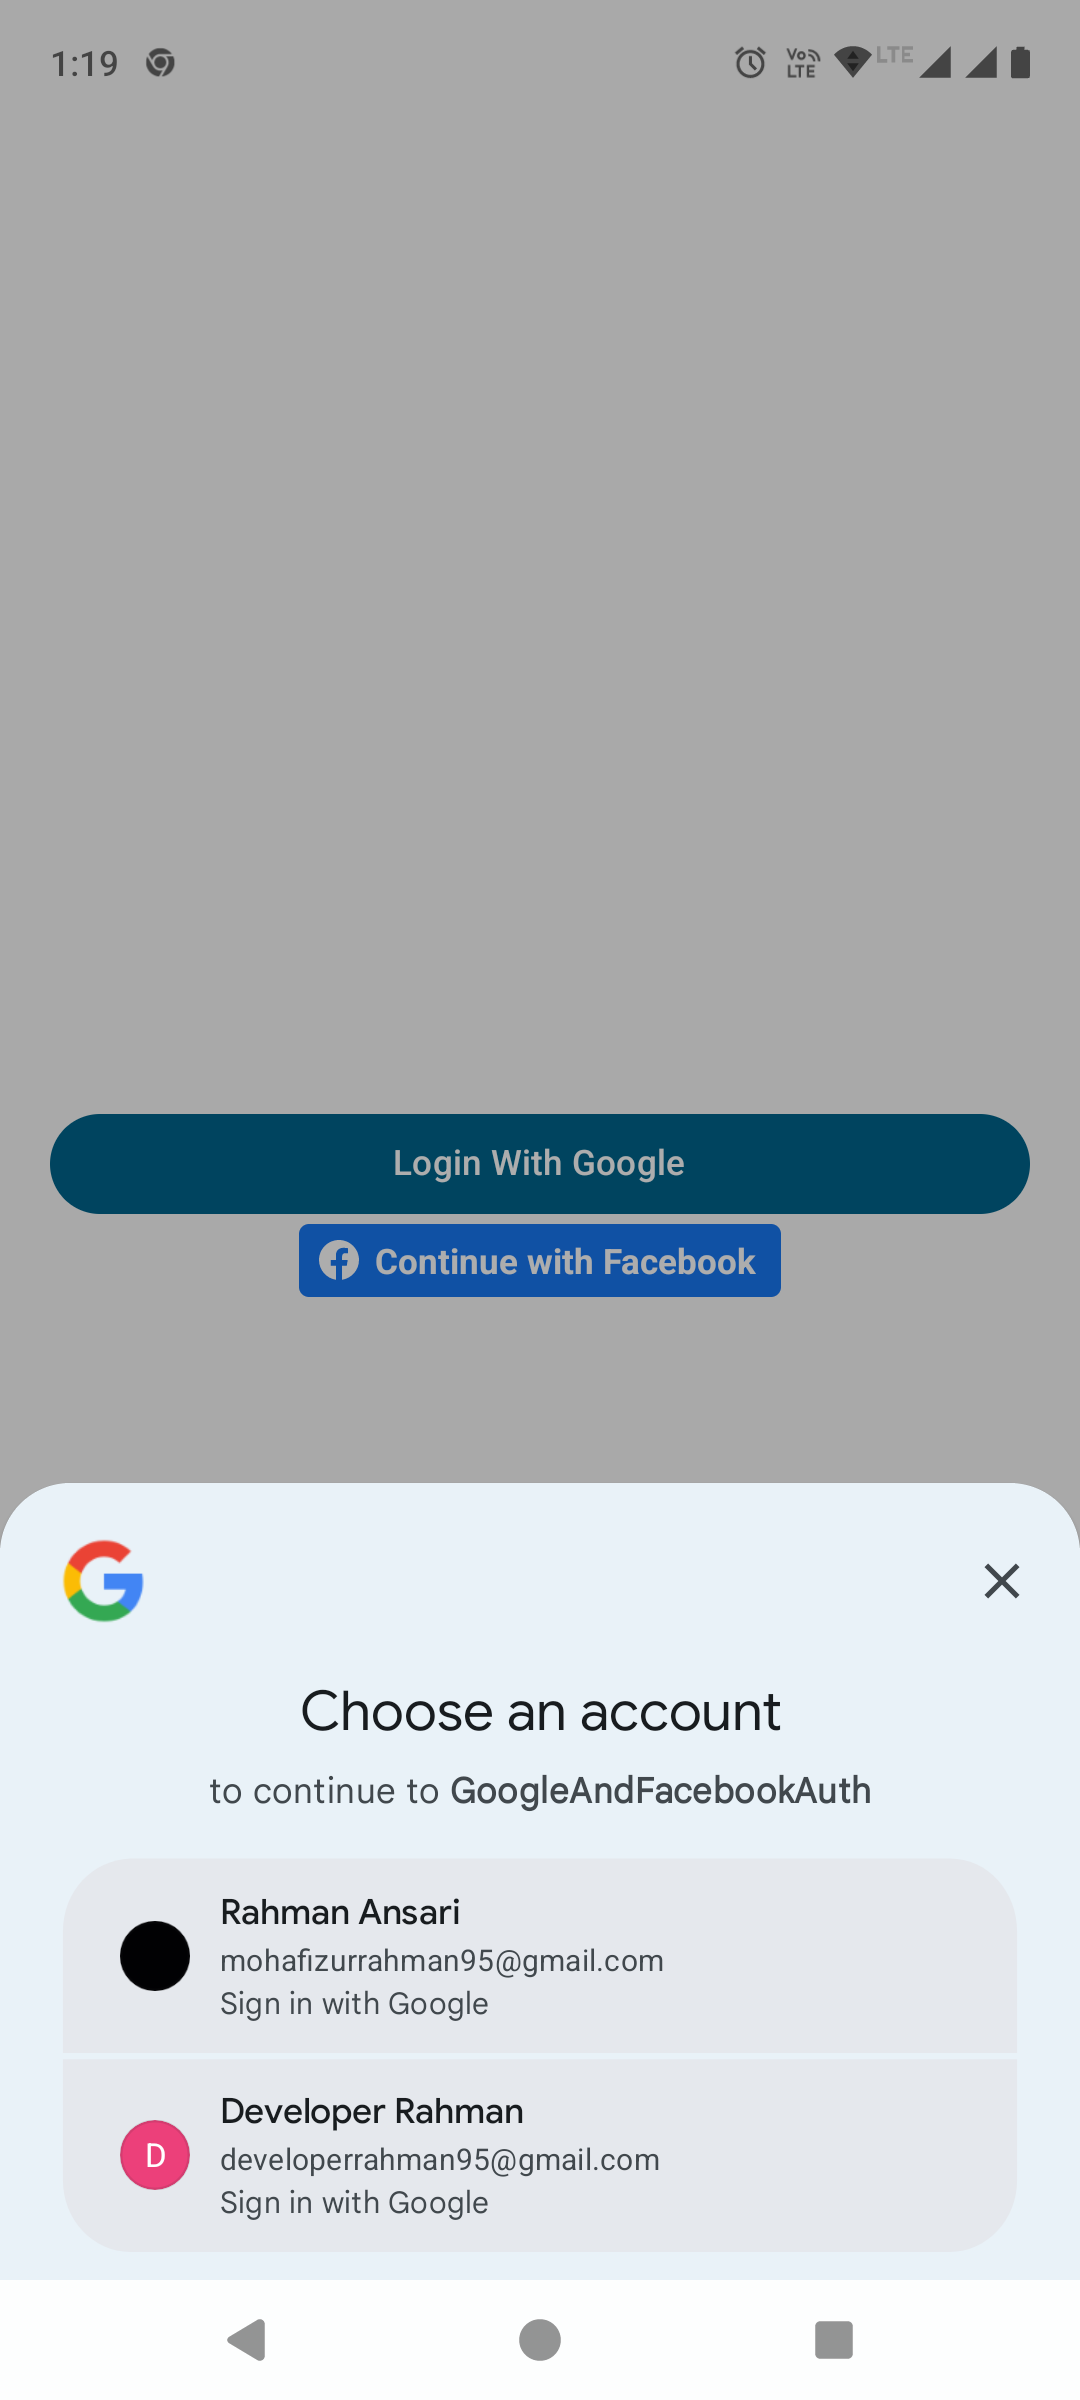 1:19
Vo LTE
LTE
Login With Google
Continue with Facebook
Choose an account
to continue to GoogleAndFacebookAuth
Rahman Ansari
mohafizurrahman95@gmail.com
Sign in with Google
D
Developer Rahman
developerrahman95@gmail.com
Sign in with Google